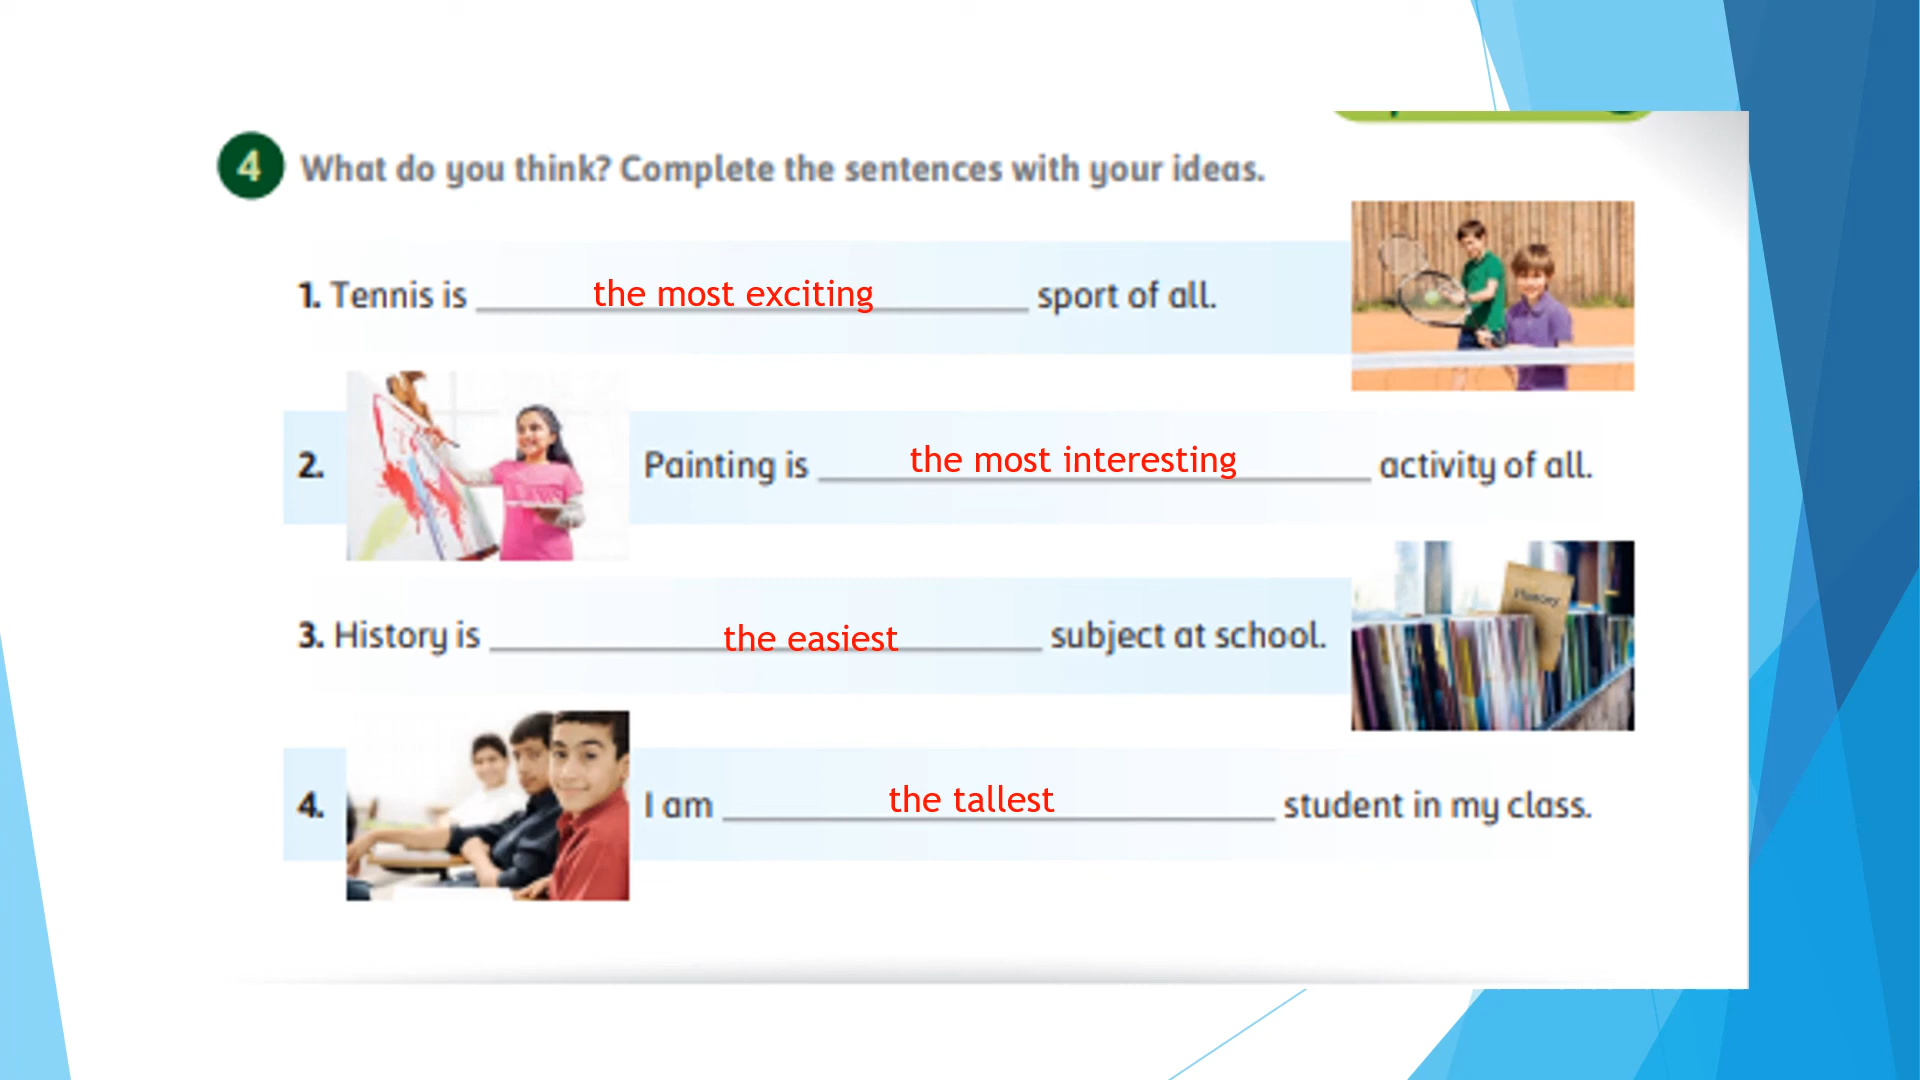 4 What do you think? Complete the sentences with your ideas.
1. Tennis is the most exciting sport of all.
2. Painting is the most interesting activity of all.
History
3. History is the easiest subject at school.
4. I am the tallest student in my class.